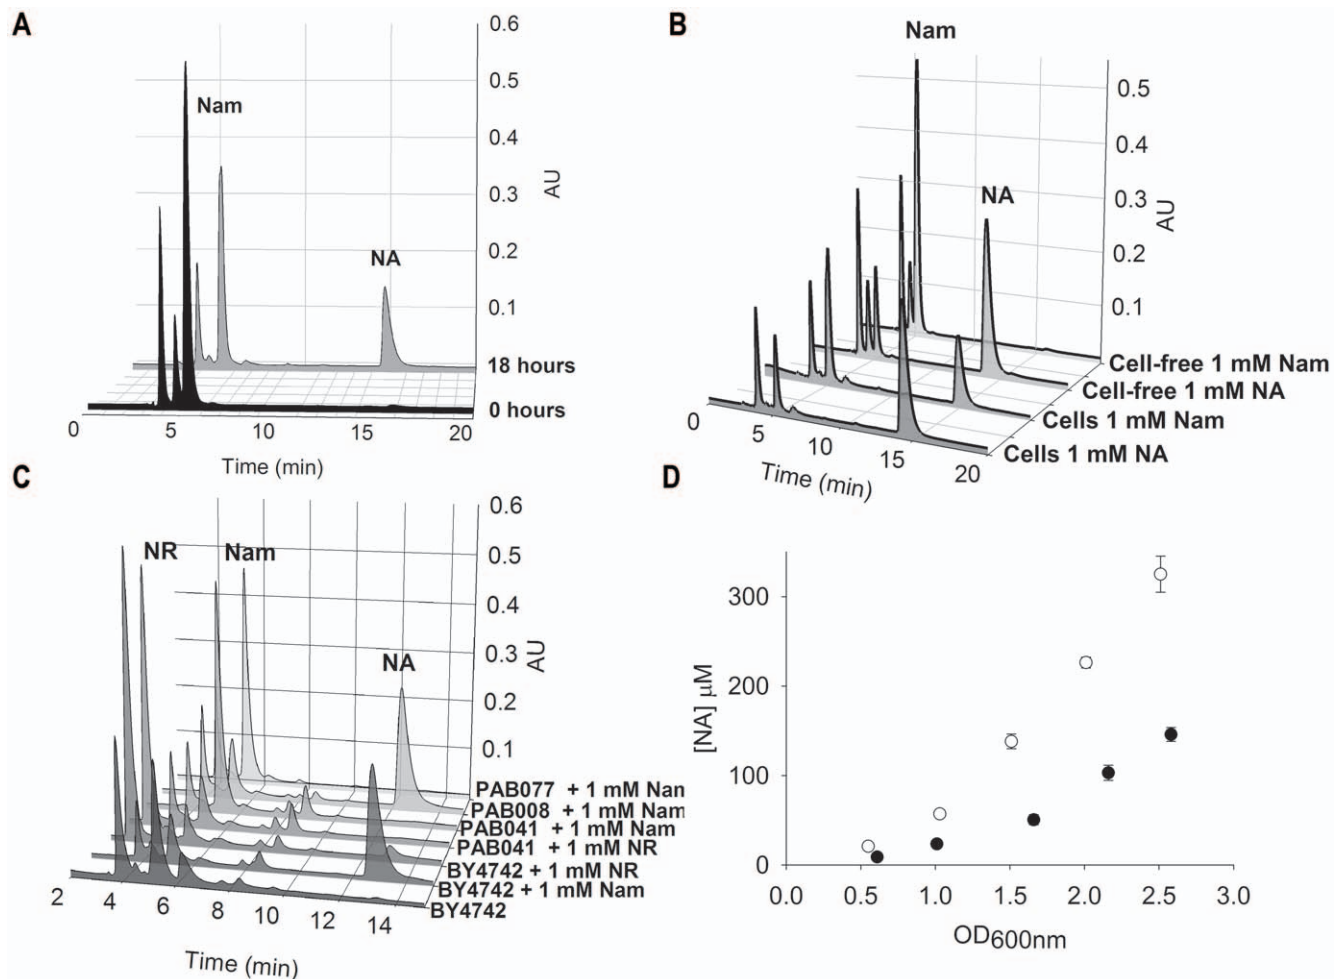 A
0.6
0.5
0.4
0.3
0.2
0.1
AU
Nam
NA
18 hours
0 hours
0 5 10 15 20
Time (min)
B
Nam
NA
0.5
0.4
0.3
0.2
0.1
AU
Cell-free 1 mM Nam
Cell-free 1 mM NA
Cells 1 mM Nam
Cells 1 mM NA
0 5 10 15 20
Time (min)
C
NR
Nam
NA
0.6
0.5
0.4
0.3
0.2
0.1
AU
PAB077 + 1 mM Nam
PAB008 + 1 mM Nam
PAB041 + 1 mM Nam
PAB041 + 1 mM NR
BY4742 + 1 mM NR
BY4742 + 1 mM Nam
BY4742
2 4 6 8 10 12 14
Time (min)
D
[NA] µM
300
200
100
0
0.0 0.5 1.0 1.5 2.0 2.5 3.0
OD600nm